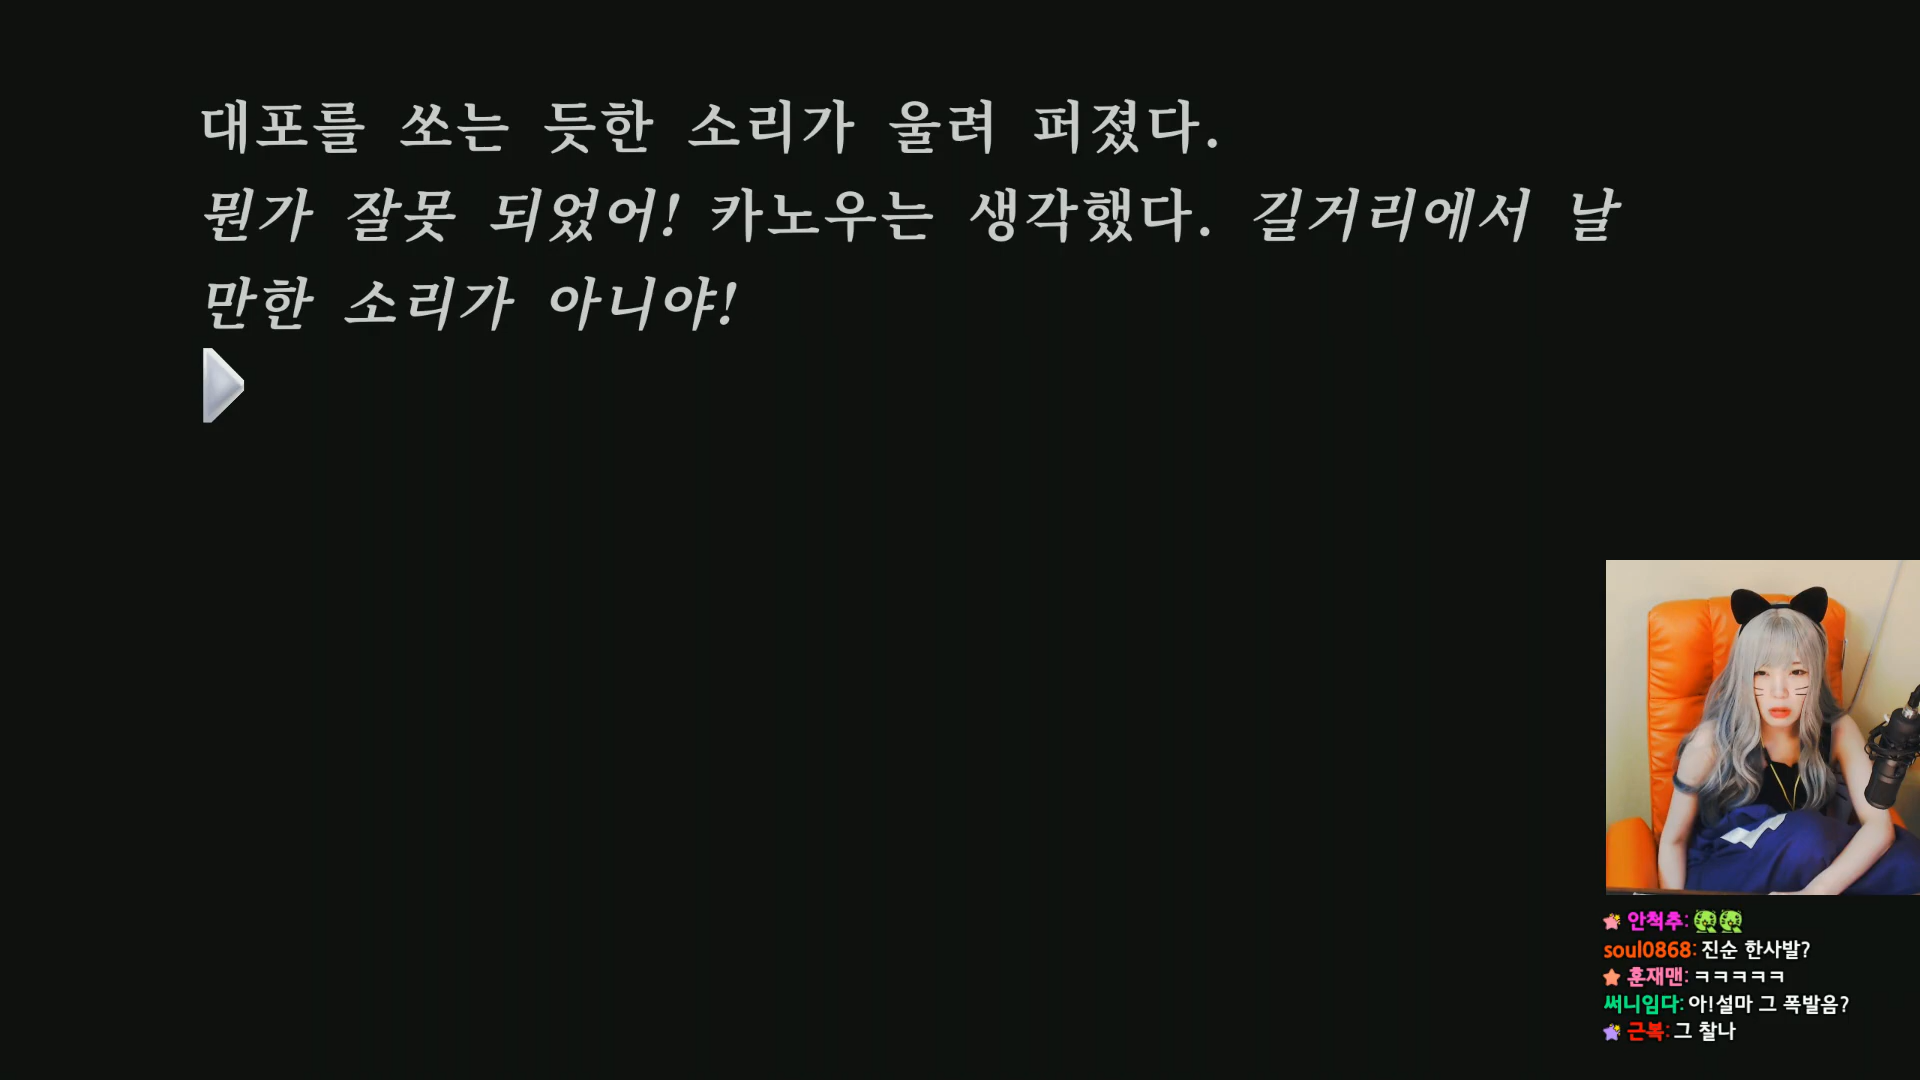 대포를 쏘는 듯한 소리가 울려 퍼졌다.
뭔가 잘못 되었어! 카노우는 생각했다. 길거리에서 날
만한 소리가 아니야!
안척추:
soul0868: 진순 한사발?
훈재맨: ㅋㅋㅋㅋㅋ
써니임다: 아!설마 그 폭발음?
근복: 그 찰나